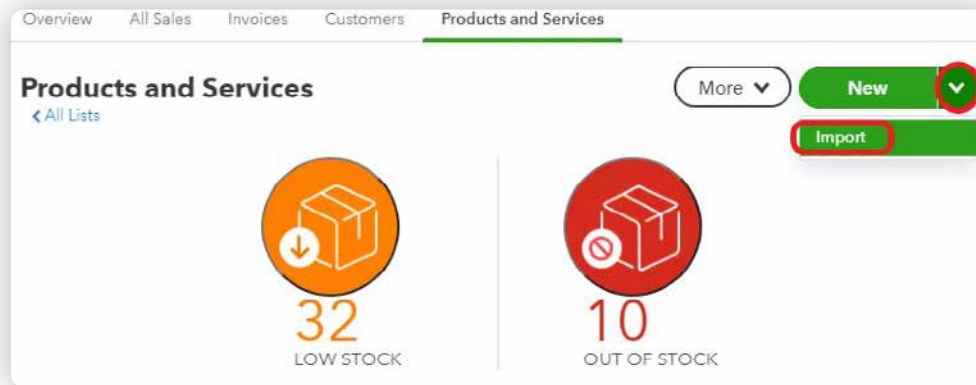 Overview All Sales Invoices Customers Products and Services
Products and Services More New
All Lists
Import
32 10
LOW STOCK OUT OF STOCK